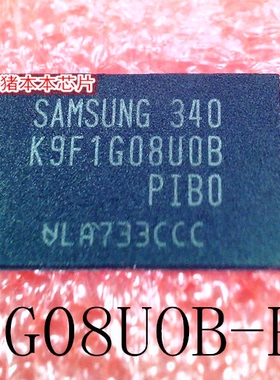 猪本本芯片
SAMSUNG 340
K9F1G08U0B
PIB0
VLA733CCC
G08U0B-